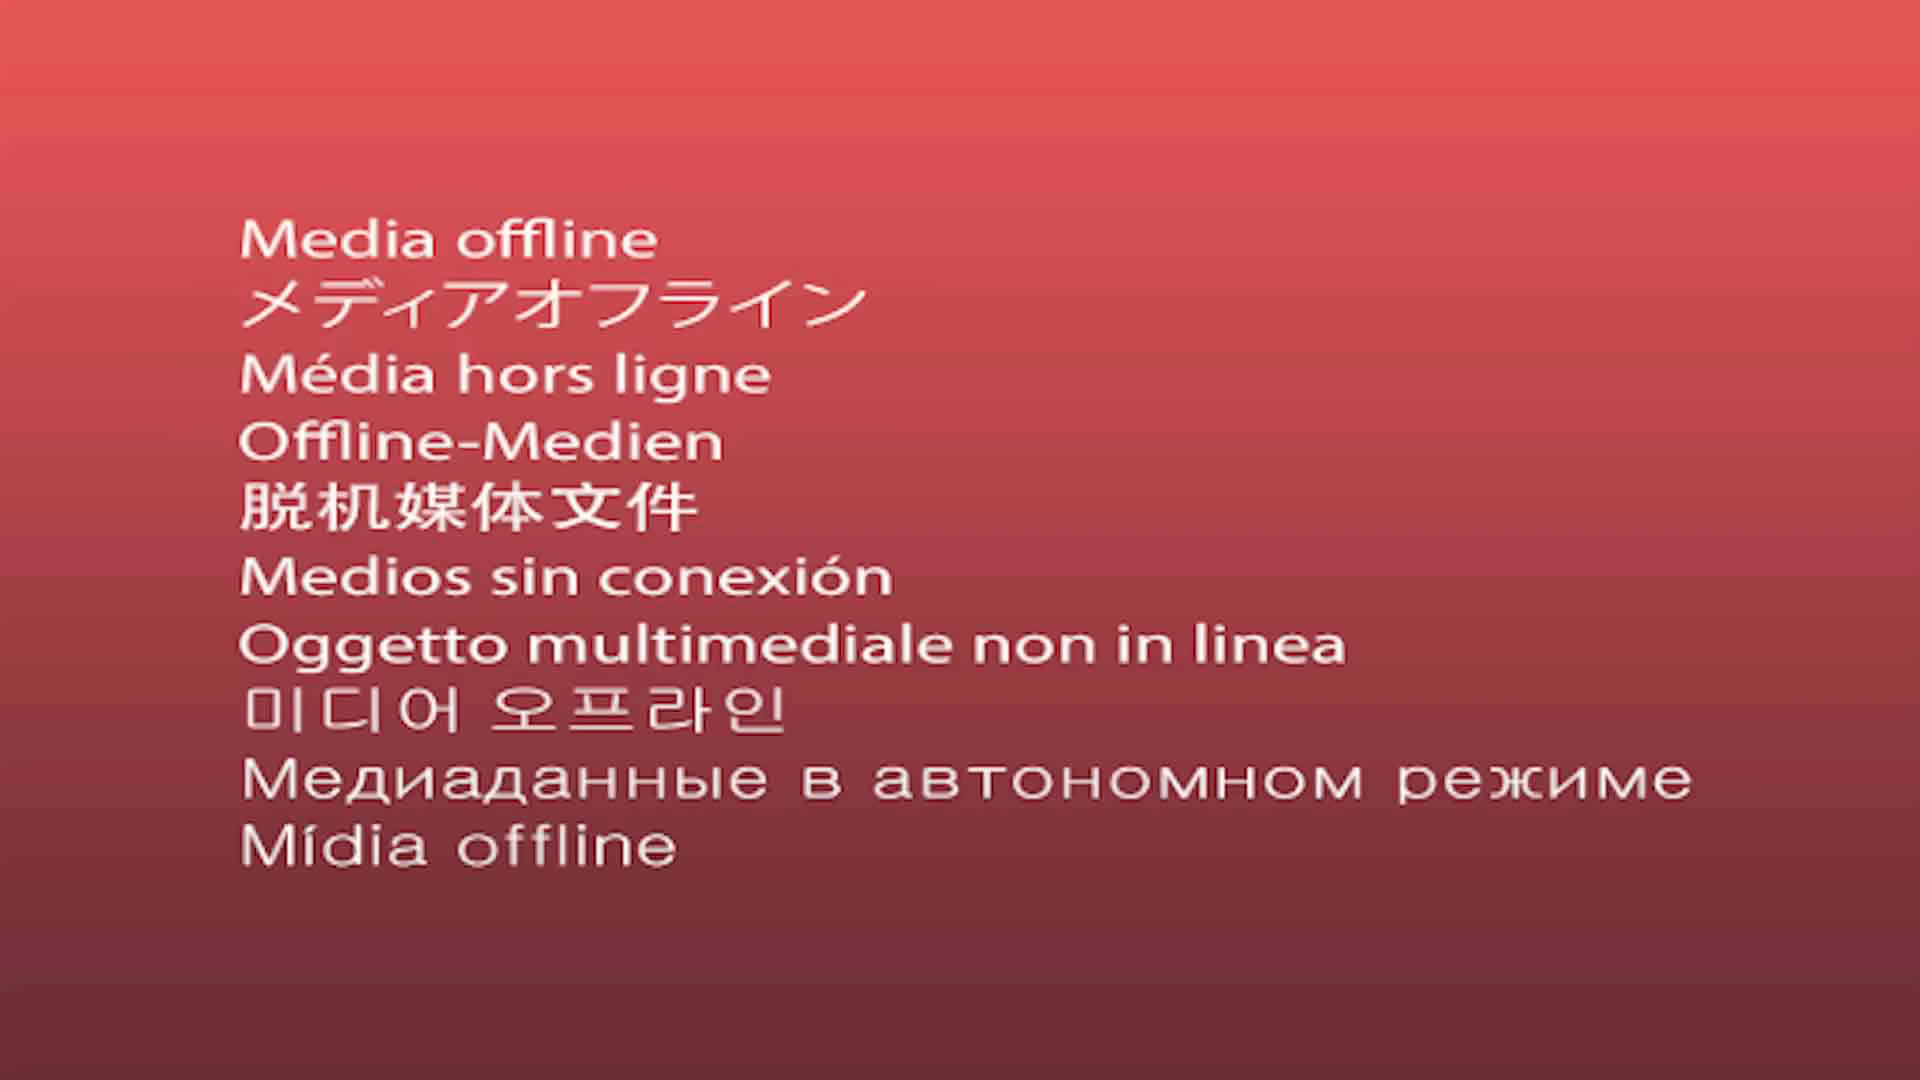 Media offline
メディアオフライン
Média hors ligne
Offline-Medien
脱机媒体文件
Medios sin conexión
Oggetto multimediale non in linea
미디어 오프라인
Медиаданные в автономном режиме
Mídia offline